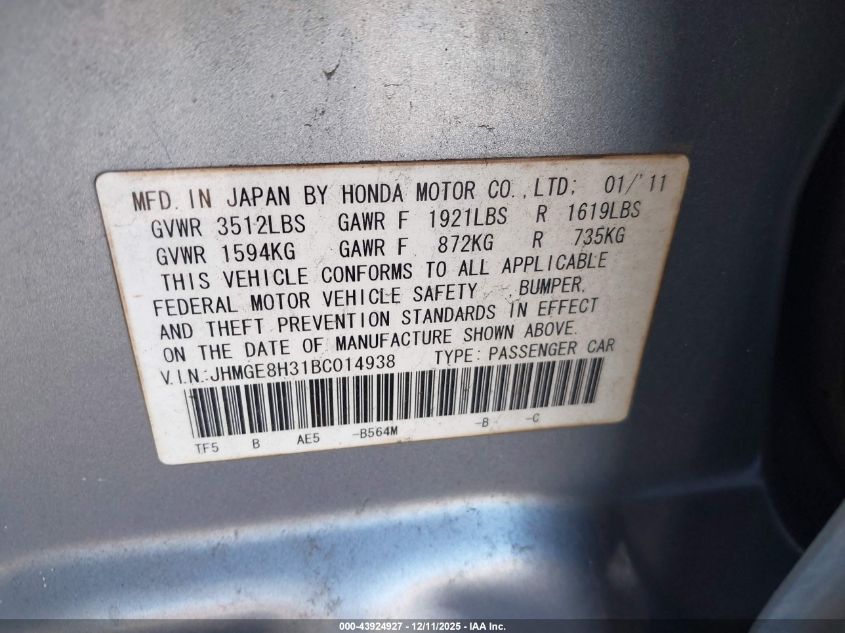 MFD. IN JAPAN BY HONDA MOTOR CO.,LTD; 01/'11
GVWR 3512LBS GAWR F 1921LBS R 1619LBS
GVWR 1594KG GAWR F 872KG R 735KG
THIS VEHICLE CONFORMS TO ALL APPLICABLE
FEDERAL MOTOR VEHICLE SAFETY, BUMPER,
AND THEFT PREVENTION STANDARDS IN EFFECT
ON THE DATE OF MANUFACTURE SHOWN ABOVE.
V.I.N.:JHMGE8H31BC014938 TYPE: PASSENGER CAR
TF5 B AE5 -B564M -B -C
000-43924927 - 12/11/2025 - IAA Inc.